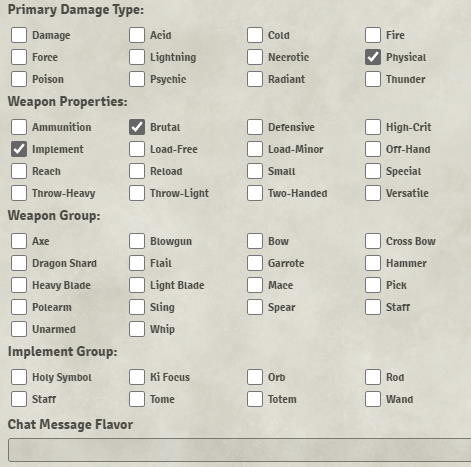 Primary Damage Type:
Damage Acid Cold Fire
Force Lightning Necrotic Physical
Poison Psychic Radiant Thunder
Weapon Properties:
Ammunition Brutal Defensive High-Crit
Implement Load-Free Load-Minor Off-Hand
Reach Reload Small Special
Throw-Heavy Throw-Light Two-Handed Versatile
Weapon Group:
Axe Blowgun Bow Cross Bow
Dragon Shard Flail Garrote Hammer
Heavy Blade Light Blade Mace Pick
Polearm Sling Spear Staff
Unarmed Whip
Implement Group:
Holy Symbol Ki Focus Orb Rod
Staff Tome Totem Wand
Chat Message Flavor